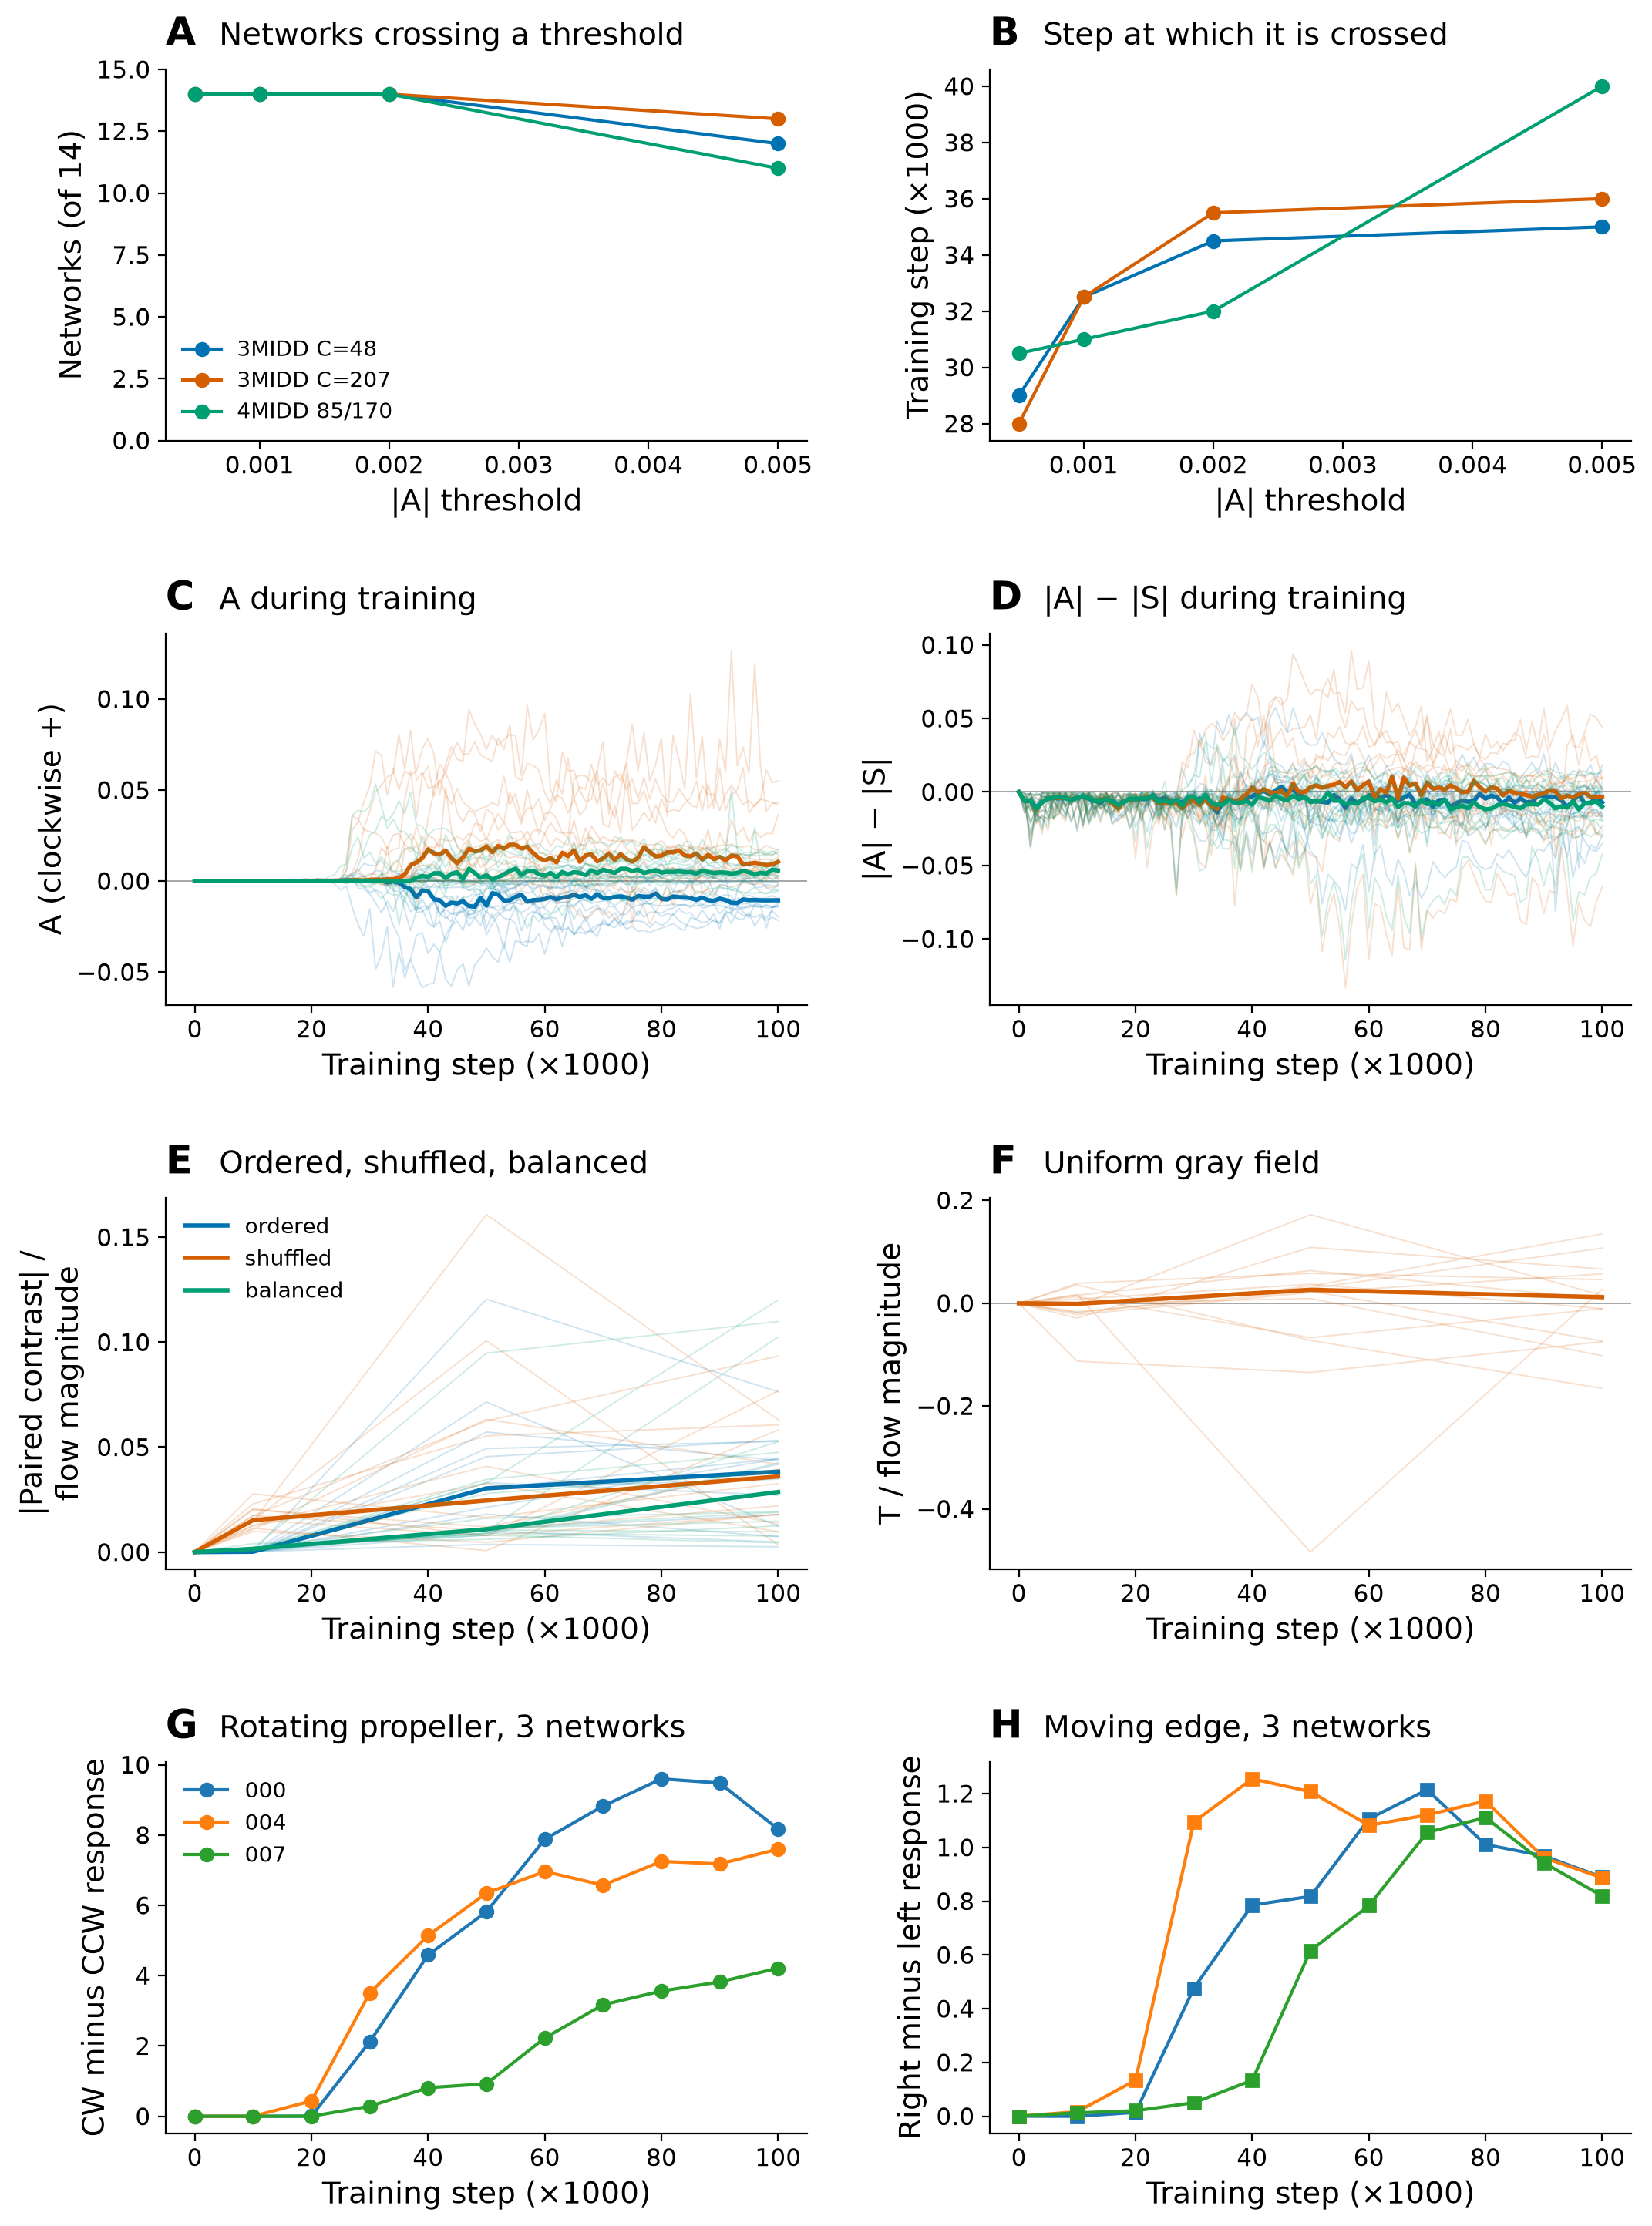 A Networks crossing a threshold
Networks (of 14)
15.0
12.5
10.0
7.5
5.0
2.5
0.0
3MIDD C=48
3MIDD C=207
4MIDD 85/170
0.001 0.002 0.003 0.004 0.005
|A| threshold
B Step at which it is crossed
Training step (×1000)
40
38
36
34
32
30
28
0.001 0.002 0.003 0.004 0.005
|A| threshold
C A during training
A (clockwise +)
0.10
0.05
0.00
−0.05
0 20 40 60 80 100
Training step (×1000)
D |A| − |S| during training
|A| − |S|
0.10
0.05
0.00
−0.05
−0.10
0 20 40 60 80 100
Training step (×1000)
E Ordered, shuffled, balanced
|Paired contrast| /
flow magnitude
0.15
0.10
0.05
0.00
ordered
shuffled
balanced
0 20 40 60 80 100
Training step (×1000)
F Uniform gray field
T / flow magnitude
0.2
0.0
−0.2
−0.4
0 20 40 60 80 100
Training step (×1000)
G Rotating propeller, 3 networks
CW minus CCW response
10
8
6
4
2
0
000
004
007
0 20 40 60 80 100
Training step (×1000)
H Moving edge, 3 networks
Right minus left response
1.2
1.0
0.8
0.6
0.4
0.2
0.0
0 20 40 60 80 100
Training step (×1000)